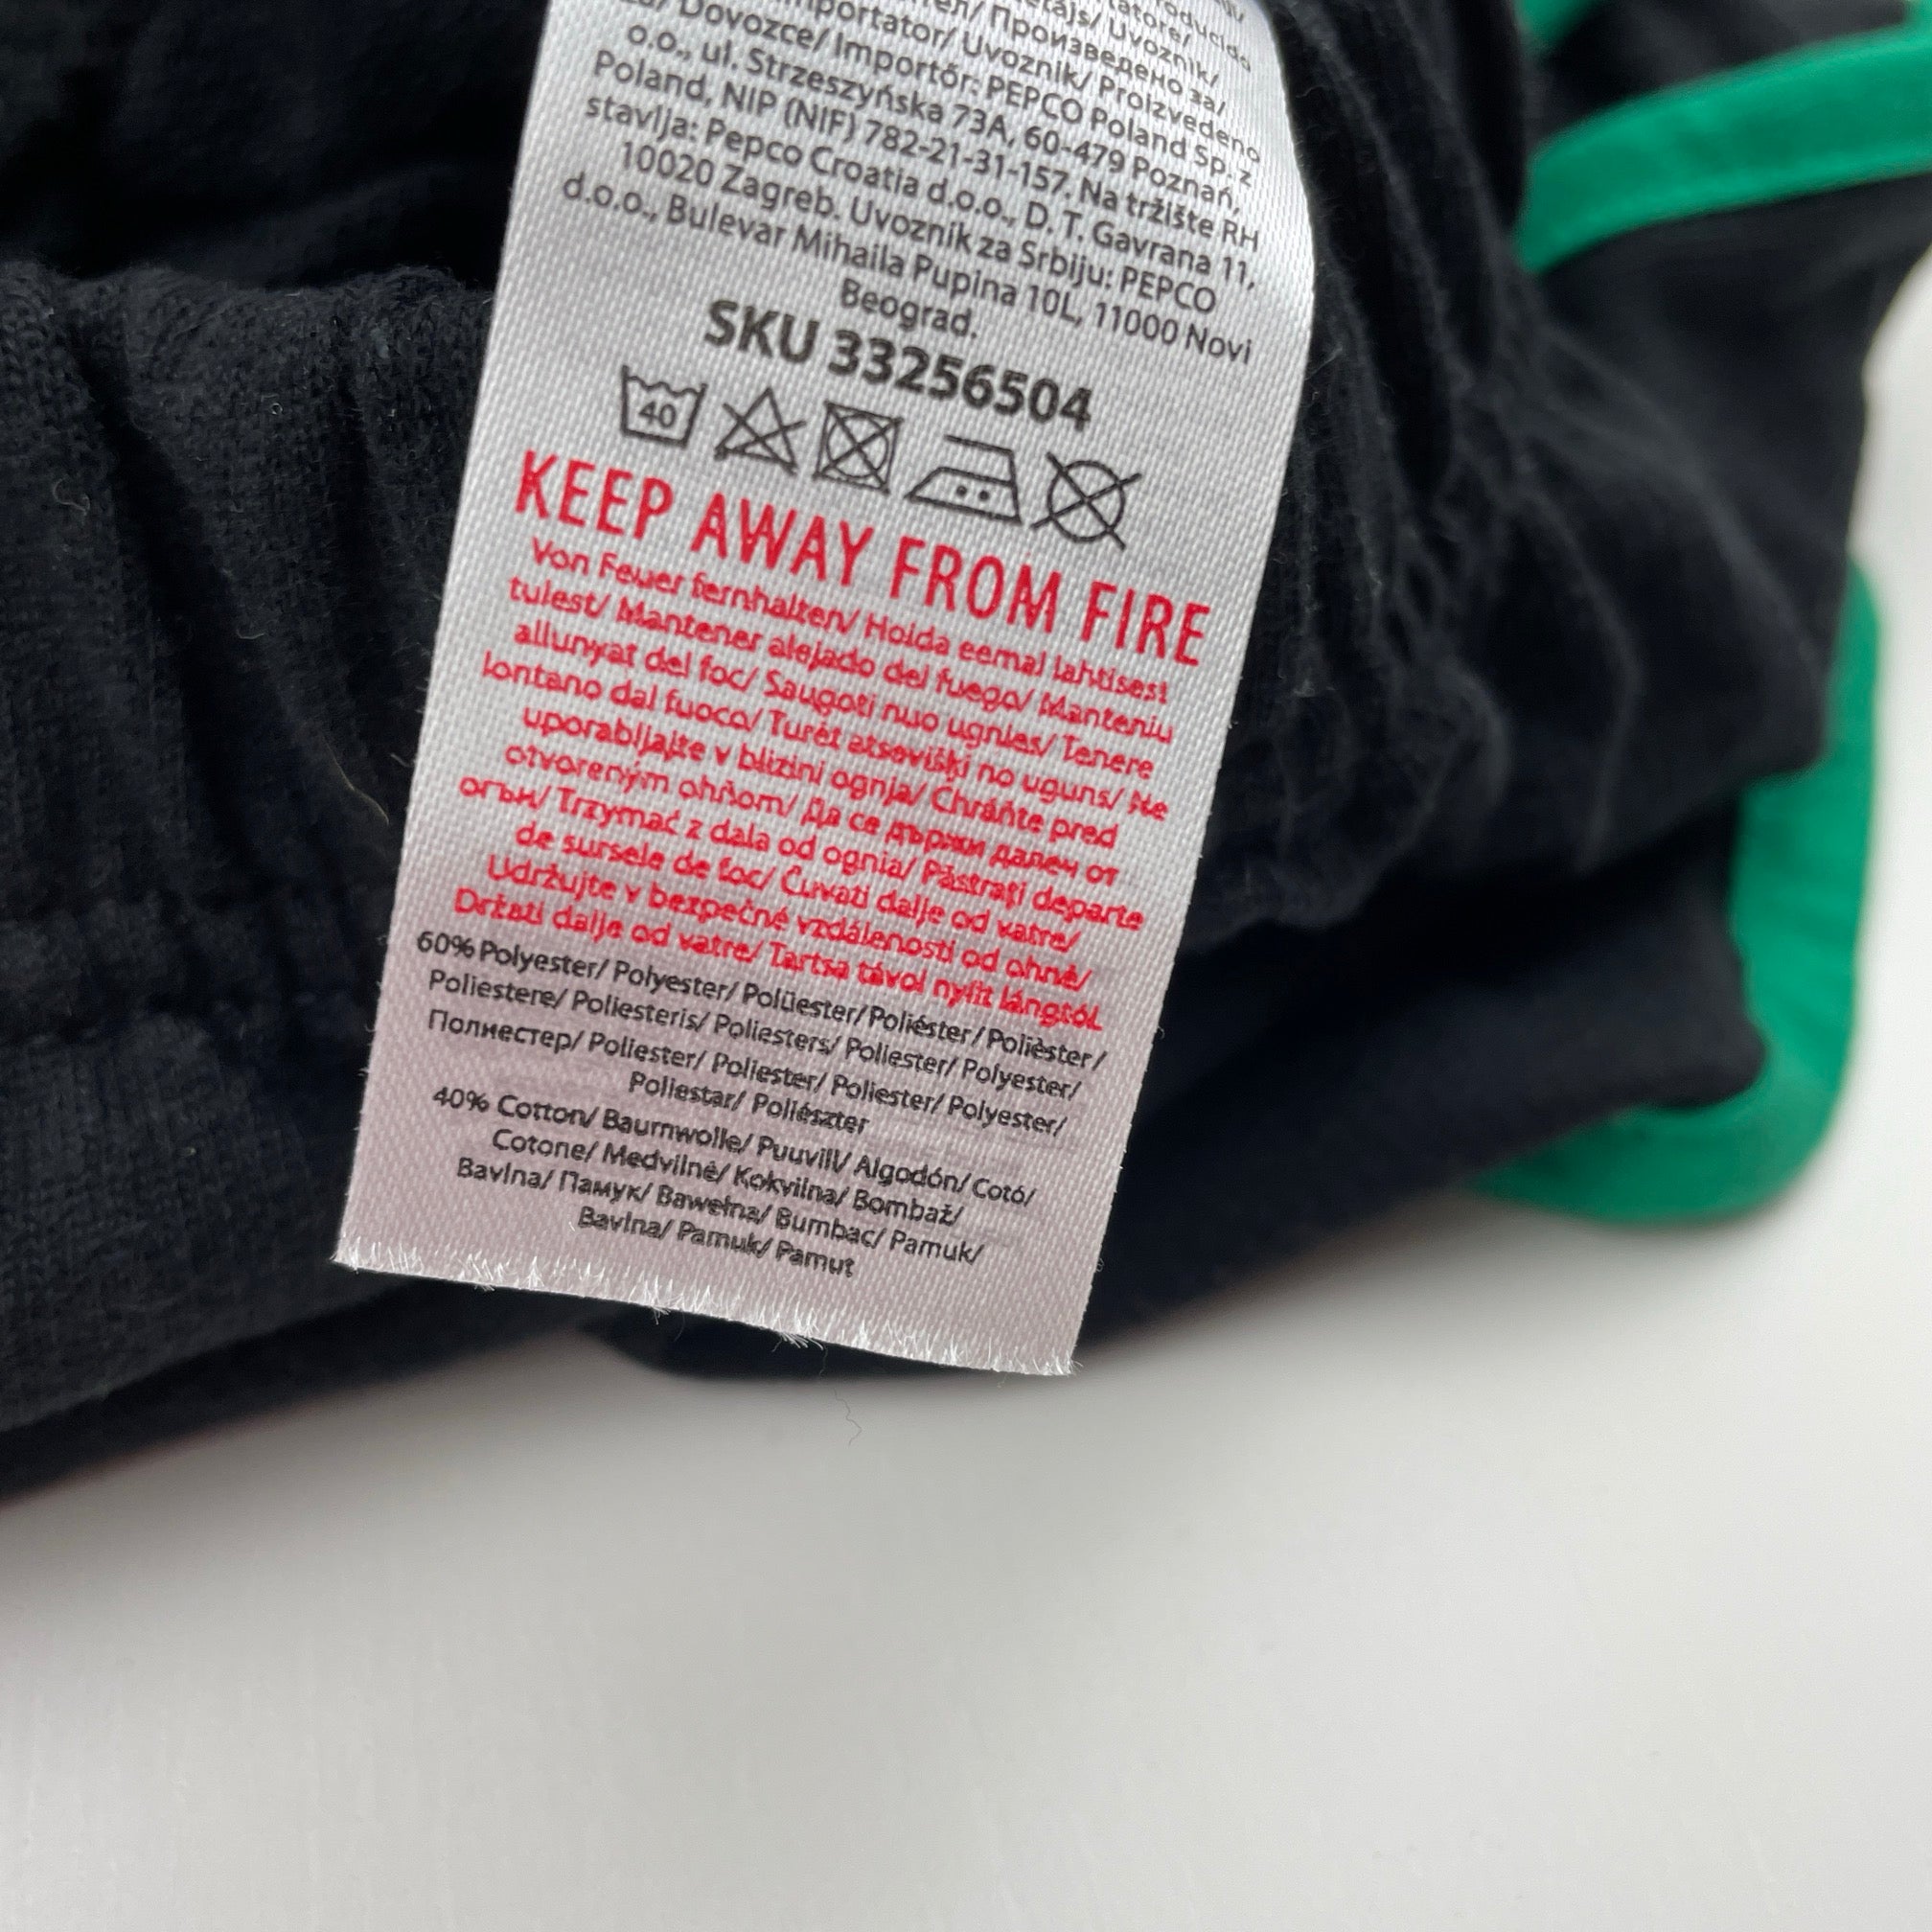 Dovozce/ Importór: PEPCO Poland Sp. z
o.o., ul. Strzeszyńska 73A, 60-479 Poznań,
Poland, NIP (NIF) 782-21-31-157. Na tržište RH
stavlja: Pepco Croatia d.o.o., D. T. Gavrana 11,
10020 Zagreb. Uvoznik za Srbiju: PEPCO
d.o.o., Bulevar Mihaila Pupina 10L, 11000 Novi
Beograd.
SKU 33256504
40
KEEP AWAY FROM FIRE
Von Feuer fernhalten/ Hoida eemal lahtisest
tulest/ Mantener alejado del fuego/ Manteniu
allunyat del foc/ Saugoti nuo ugnies/ Tenere
lontano dal fuoco/ Turēt atsevišķi no uguns/ Ne
uporabljajte v blizini ognja/ Chráňte pred
otvoreným ohňom/ Да се държи далеч от
огън/ Trzymać z dala od ognia/ Păstrați departe
de sursele de foc/ Čuvati dalje od vatre/
Udržujte v bezpečné vzdálenosti od ohně/
Držati dalje od vatre/ Tartsa távol nyílt lángtól.
60% Polyester/ Polyester/ Polüester/ Poliéster / Polièster /
Poliestere/ Poliesteris/ Poliesters/ Poliester/ Polyester/
Полиестер/ Poliester/ Poliester/ Poliester/ Polyester/
Poliestar/ Poliészter
40% Cotton/ Baumwolle/ Puuvill/ Algodón/ Cotó/
Cotone/ Medvilnė/ Kokvilna/ Bombaž/
Bavlna/ Памук/ Bawełna/ Bumbac/ Pamuk/
Bavlna/ Pamuk/ Pamut